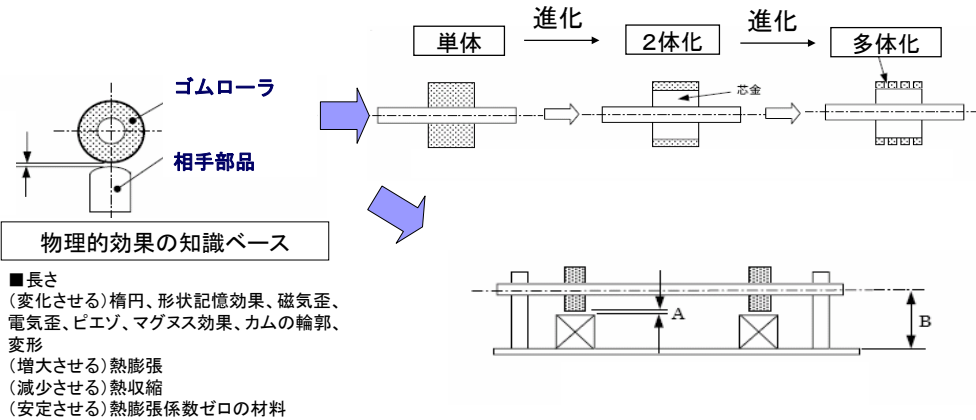 進化
進化
単体
2体化
多体化
芯金
ゴムローラ
相手部品
物理的効果の知識ベース
■長さ
(変化させる)楕円、形状記憶効果、磁気歪、
電気歪、ピエゾ、マグヌス効果、カムの輪郭、
変形
(増大させる)熱膨張
(減少させる)熱収縮
(安定させる)熱膨張係数ゼロの材料
A
B